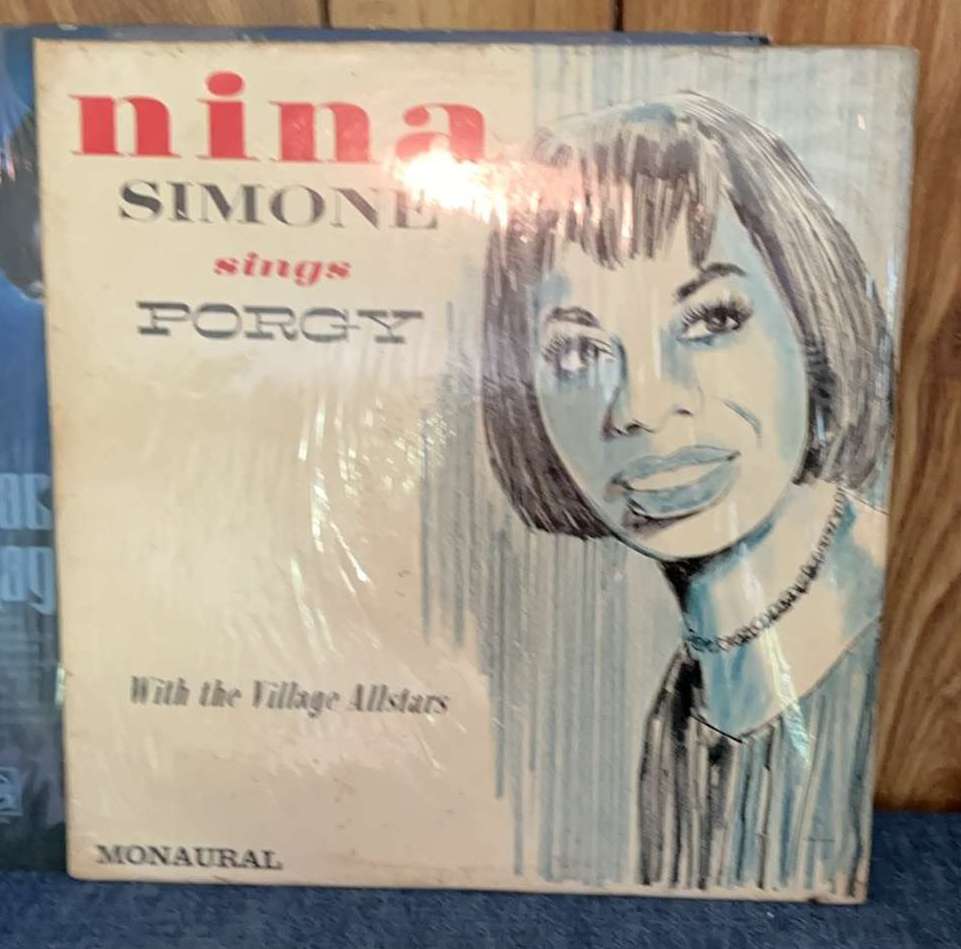 nina
SIMONE
sings
PORGY
With the Village Allstars
MONAURAL